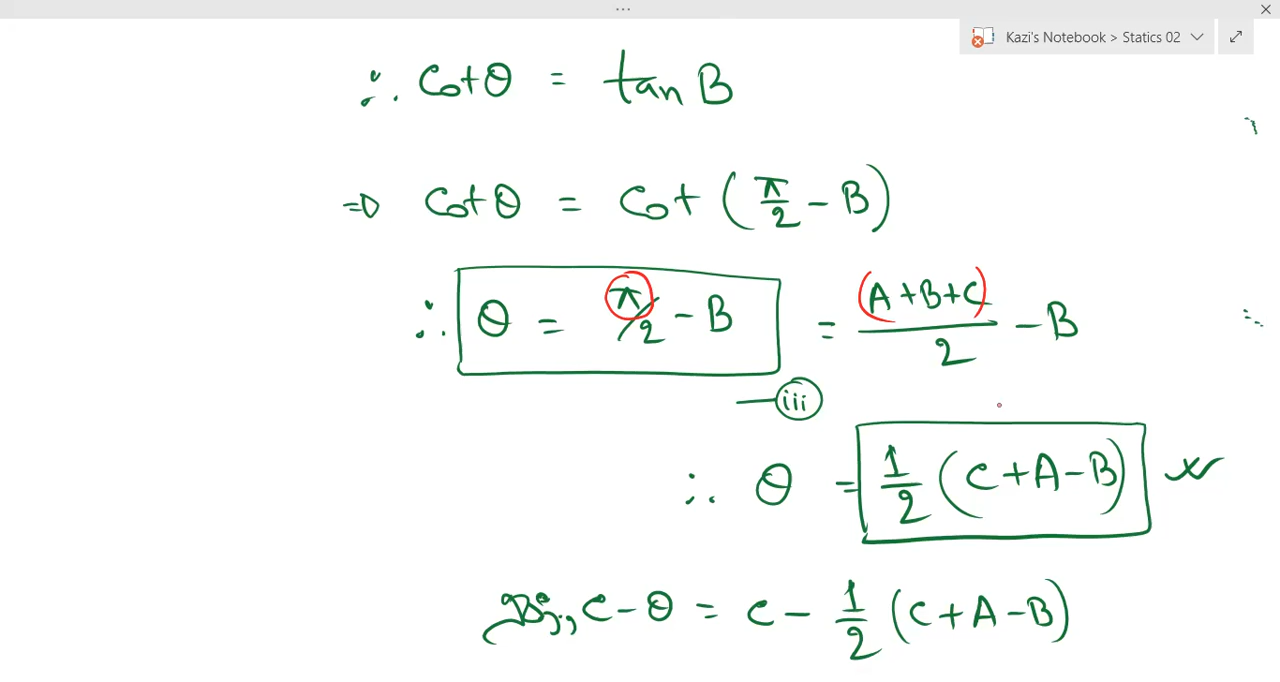 Kazi's Notebook > Statics 02
∴ Cotθ = tan B
⇒ Cotθ = Cot (π/2 − B)
∴ θ = π/2 − B = (A + B + C)/2 − B
— iii
∴ θ = 1/2 (C + A − B)
C − θ = C − 1/2 (C + A − B)